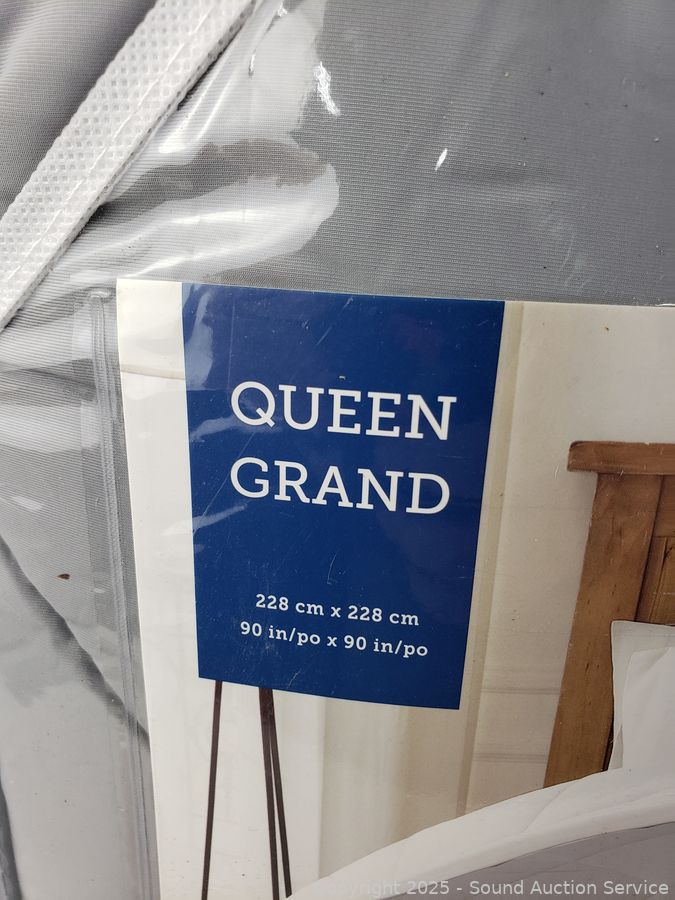 QUEEN
GRAND
228 cm x 228 cm
90 in/po x 90 in/po
Copyright 2025 - Sound Auction Service